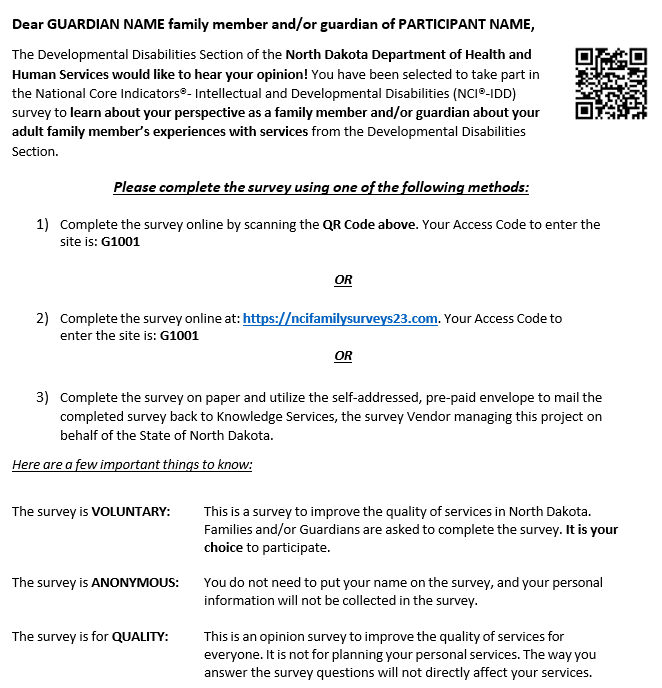 Dear GUARDIAN NAME family member and/or guardian of PARTICIPANT NAME,
The Developmental Disabilities Section of the North Dakota Department of Health and
Human Services would like to hear your opinion! You have been selected to take part in
the National Core Indicators®- Intellectual and Developmental Disabilities (NCI®-IDD)
survey to learn about your perspective as a family member and/or guardian about your
adult family member's experiences with services from the Developmental Disabilities
Section.
Please complete the survey using one of the following methods:
1) Complete the survey online by scanning the QR Code above. Your Access Code to enter the
site is: G1001
OR
2) Complete the survey online at: https://ncifamilysurveys23.com. Your Access Code to
enter the site is: G1001
OR
3) Complete the survey on paper and utilize the self-addressed, pre-paid envelope to mail the
completed survey back to Knowledge Services, the survey Vendor managing this project on
behalf of the State of North Dakota.
Here are a few important things to know:
The survey is VOLUNTARY: This is a survey to improve the quality of services in North Dakota.
Families and/or Guardians are asked to complete the survey. It is your
choice to participate.
The survey is ANONYMOUS: You do not need to put your name on the survey, and your personal
information will not be collected in the survey.
The survey is for QUALITY: This is an opinion survey to improve the quality of services for
everyone. It is not for planning your personal services. The way you
answer the survey questions will not directly affect your services.